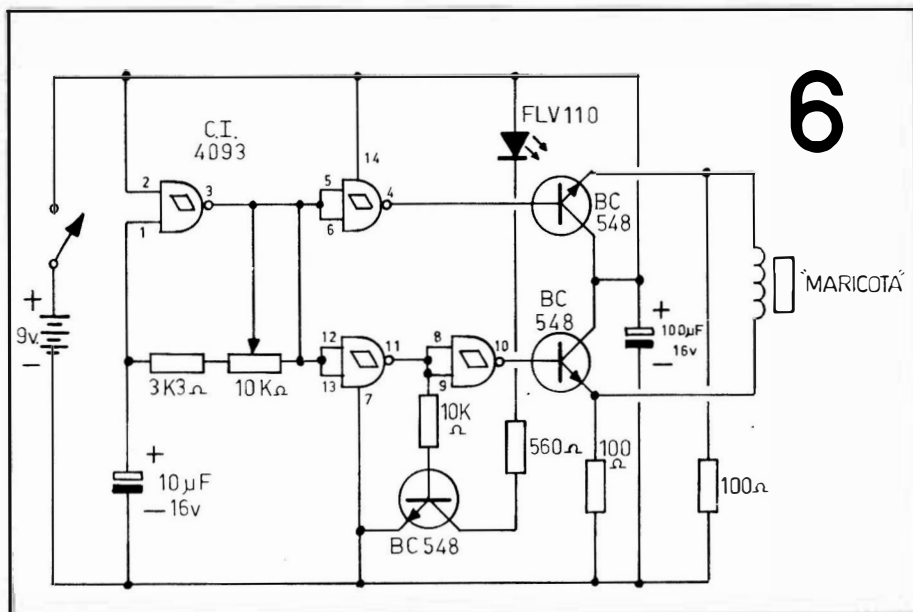 6
C.I.
4093
FLV110
14
2
3
1
5
4
6
BC
548
"MARICOTA"
+
9v.
−
BC
548
+
100µF
−
16v
12
11
8
10
13
7
9
3K3Ω
10KΩ
10K
Ω
560Ω
100
Ω
100Ω
+
10µF
−16v
BC548